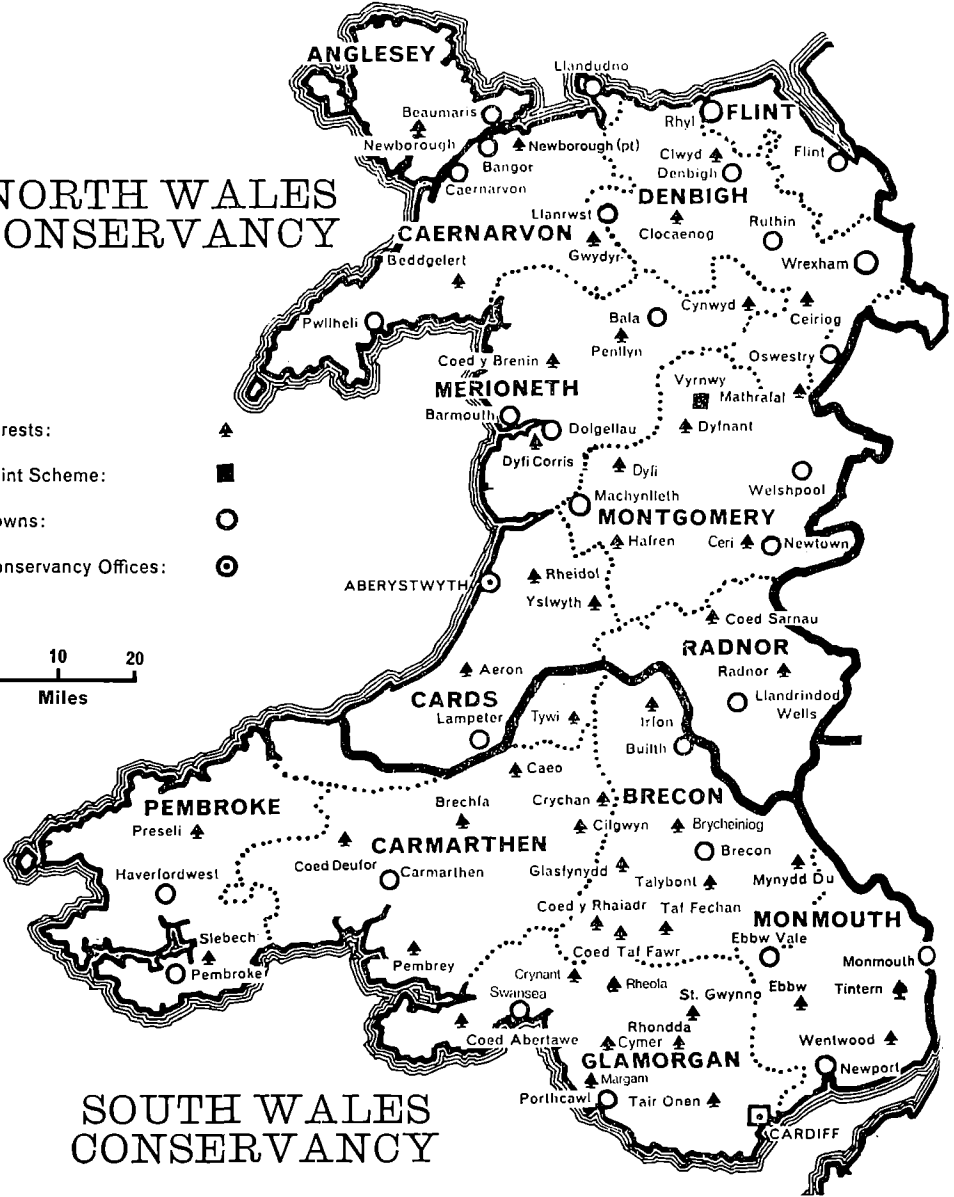 ANGLESEY
Llandudno
Beaumaris
Rhyl
FLINT
Newborough
Newborough (pt)
Clwyd
Flint
Bangor
Denbigh
Caernarvon
NORTH WALES
CONSERVANCY
DENBIGH
Llanrwst
Ruthin
CAERNARVON
Clocaenog
Gwydyr
Beddgelert
Wrexham
Cynwyd
Bala
Ceiriog
Pwllheli
Penllyn
Oswestry
Coed y Brenin
Vyrnwy
MERIONETH
Mathrafal
Barmouth
Dolgellau
Dyfnant
rests:
Dyfi Corris
Dyfi
int Scheme:
Welshpool
Machynlleth
MONTGOMERY
owns:
Hafren
Ceri
Newtown
onservancy Offices:
Rheidol
ABERYSTWYTH
Ystwyth
Coed Sarnau
RADNOR
10
20
Miles
Aeron
Radnor
CARDS
Llandrindod
Wells
Lampeter
Tywi
Irfon
Builth
Caeo
PEMBROKE
Brechfa
Crychan
BRECON
Preseli
Cilgwyn
Brycheiniog
CARMARTHEN
Brecon
Coed Deufor
Carmarthen
Glasfynydd
Haverfordwest
Talybont
Mynydd Du
Coed y Rhaiadr
Taf Fechan
MONMOUTH
Slebech
Coed Taf Fawr
Ebbw Vale
Pembroke
Pembrey
Monmouth
Crynant
Rheola
Ebbw
Tintern
Swansea
St. Gwynno
Rhondda
Coed Abertawe
Cymer
Wentwood
GLAMORGAN
Newport
Margam
Porthcawl
Tair Onen
SOUTH WALES
CONSERVANCY
CARDIFF